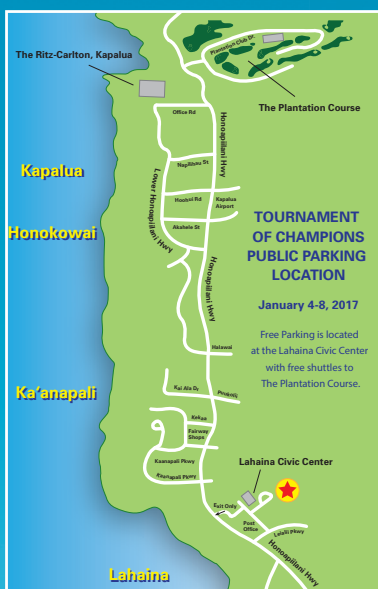 Plantation Club Dr.
The Ritz-Carlton, Kapalua
The Plantation Course
Office Rd
Honoapiilani Hwy
Napilihau St
Kapalua
Lower Honoapiilani Hwy
Hoohui Rd
Kapalua
Airport
Akahele St
Honokowai
TOURNAMENT
OF CHAMPIONS
PUBLIC PARKING
LOCATION
January 4-8, 2017
Honoapiilani Hwy
Free Parking is located
at the Lahaina Civic Center
with free shuttles to
The Plantation Course.
Halawai
Ka'anapali
Kai Ala Dr
Puukolii
Kekaa
Fairway
Shops
Kaanapali Pkwy
Kaanapali Pkwy
Lahaina Civic Center
Exit Only
Post
Office
Leialii Pkwy
Honoapiilani Hwy
Lahaina